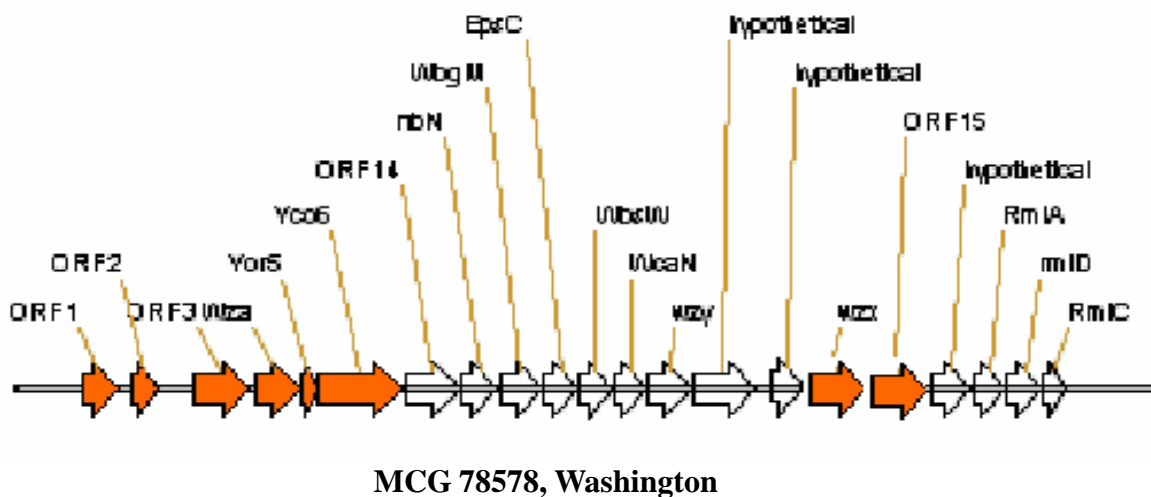 EpsC hypothetical
WbgM hypothetical
rfbN ORF15
ORF14 hypothetical
Yco6 WbsW RmlA
ORF2 Yor5 WcaN rmlD
ORF1 ORF3 Wza wzy wzx RmlC
MCG 78578, Washington